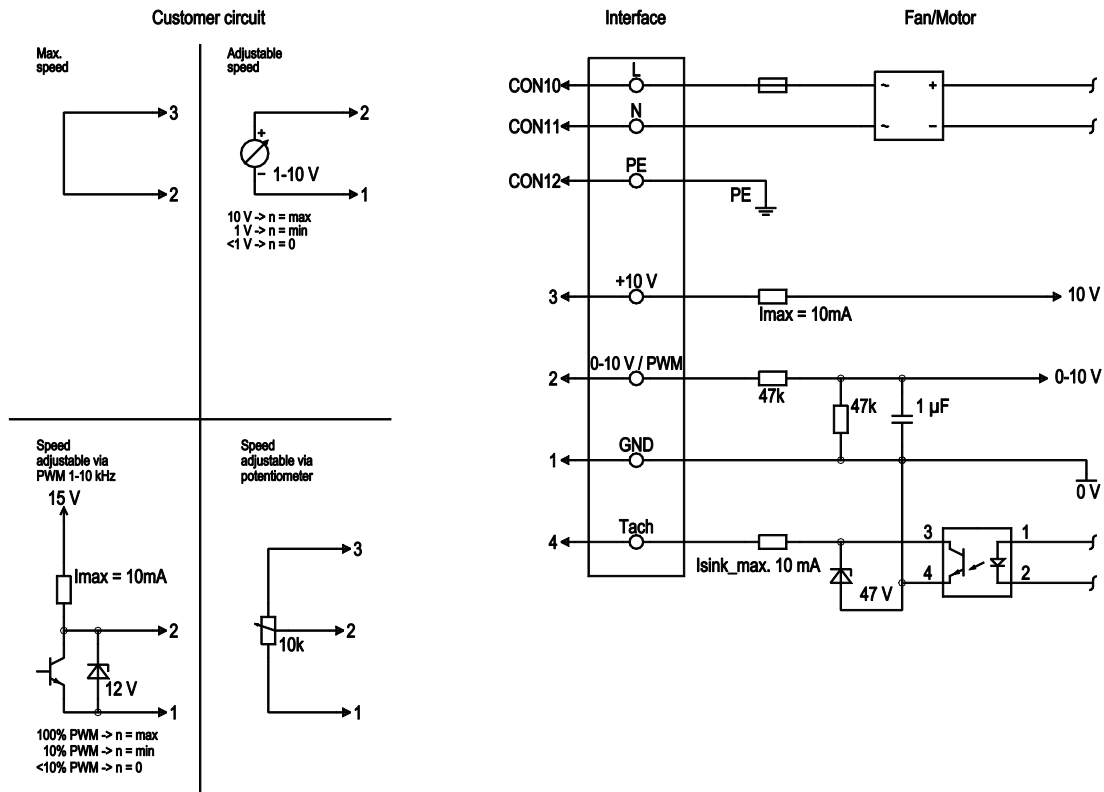 Customer circuit
Interface
Fan/Motor
Max.
speed
3
2
Adjustable
speed
2
+
−
1-10 V
1
10 V -> n = max
1 V -> n = min
<1 V -> n = 0
Speed
adjustable via
PWM 1-10 kHz
15 V
Imax = 10mA
2
12 V
1
100% PWM -> n = max
10% PWM -> n = min
<10% PWM -> n = 0
Speed
adjustable via
potentiometer
3
2
10k
1
L
CON10
~ +
N
CON11
~ −
PE
CON12
PE
+10 V
3
10 V
Imax = 10mA
0-10 V / PWM
2
0-10 V
47k
47k
1 µF
GND
1
0 V
Tach
4
3
1
Isink_max. 10 mA
4
2
47 V